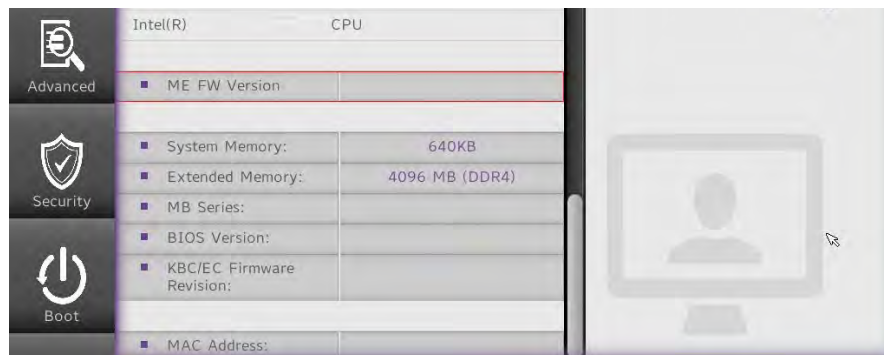 Intel(R) CPU
Advanced
ME FW Version
System Memory: 640KB
Extended Memory: 4096 MB (DDR4)
Security
MB Series:
BIOS Version:
KBC/EC Firmware
Revision:
Boot
MAC Address: